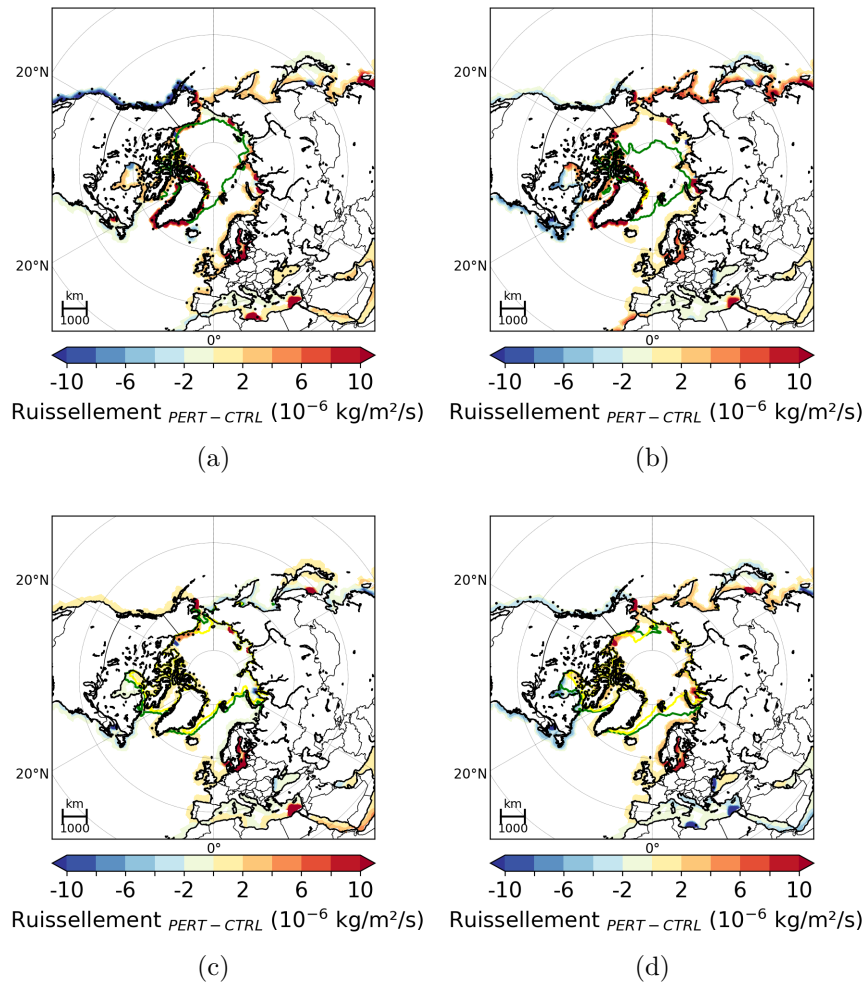 20°N
20°N
km
1000
0°
-10 -6 -2 2 6 10
Ruissellement PERT−CTRL (10⁻⁶ kg/m²/s)
(a)
20°N
20°N
km
1000
0°
-10 -6 -2 2 6 10
Ruissellement PERT−CTRL (10⁻⁶ kg/m²/s)
(b)
20°N
20°N
km
1000
0°
-10 -6 -2 2 6 10
Ruissellement PERT−CTRL (10⁻⁶ kg/m²/s)
(c)
20°N
20°N
km
1000
0°
-10 -6 -2 2 6 10
Ruissellement PERT−CTRL (10⁻⁶ kg/m²/s)
(d)